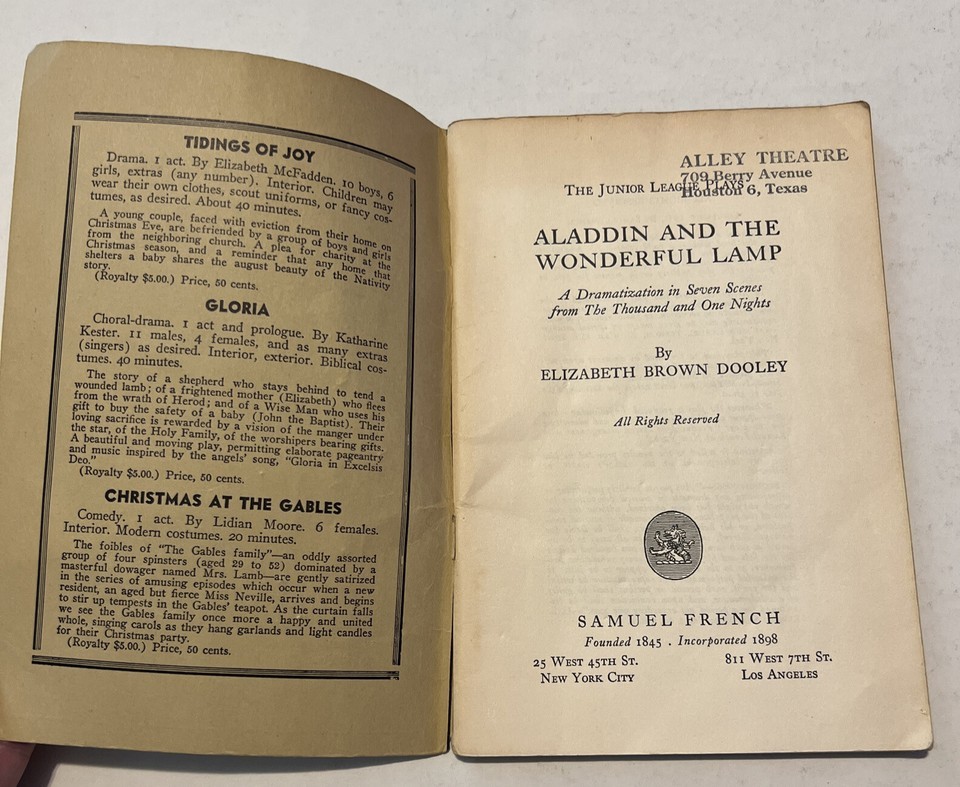 TIDINGS OF JOY
Drama. 1 act. By Elizabeth McFadden. 10 boys, 6
girls, extras (any number). Interior. Children may
wear their own clothes, scout uniforms, or fancy cos-
tumes, as desired. About 40 minutes.
A young couple, faced with eviction from their home on
Christmas Eve, are befriended by a group of boys and girls
from the neighboring church. A plea for charity at the
Christmas season, and a reminder that any home that
shelters a baby shares the august beauty of the Nativity
story.
(Royalty $5.00.) Price, 50 cents.
GLORIA
Choral-drama. 1 act and prologue. By Katharine
Kester. 11 males, 4 females, and as many extras
(singers) as desired. Interior, exterior. Biblical cos-
tumes. 40 minutes.
The story of a shepherd who stays behind to tend a
wounded lamb; of a frightened mother (Elizabeth) who flees
from the wrath of Herod; and of a Wise Man who uses his
gift to buy the safety of a baby (John the Baptist). Their
loving sacrifice is rewarded by a vision of the manger under
the star, of the Holy Family, of the worshipers bearing gifts.
A beautiful and moving play, permitting elaborate pageantry
and music inspired by the angels' song, "Gloria in Excelsis
Deo."
(Royalty $5.00.) Price, 50 cents.
CHRISTMAS AT THE GABLES
Comedy. 1 act. By Lidian Moore. 6 females.
Interior. Modern costumes. 20 minutes.
The foibles of "The Gables family"—an oddly assorted
group of four spinsters (aged 29 to 52) dominated by a
masterful dowager named Mrs. Lamb—are gently satirized
in the series of amusing episodes which occur when a new
resident, an aged but fierce Miss Neville, arrives and begins
to stir up tempests in the Gables' teapot. As the curtain falls
we see the Gables family once more a happy and united
whole, singing carols as they hang garlands and light candles
for their Christmas party.
(Royalty $5.00.) Price, 50 cents.
ALLEY THEATRE
709 Berry Avenue
Houston 6, Texas
The Junior League Plays
ALADDIN AND THE
WONDERFUL LAMP
A Dramatization in Seven Scenes
from The Thousand and One Nights
By
ELIZABETH BROWN DOOLEY
All Rights Reserved
SAMUEL FRENCH
Founded 1845 . Incorporated 1898
25 West 45th St.
New York City
811 West 7th St.
Los Angeles